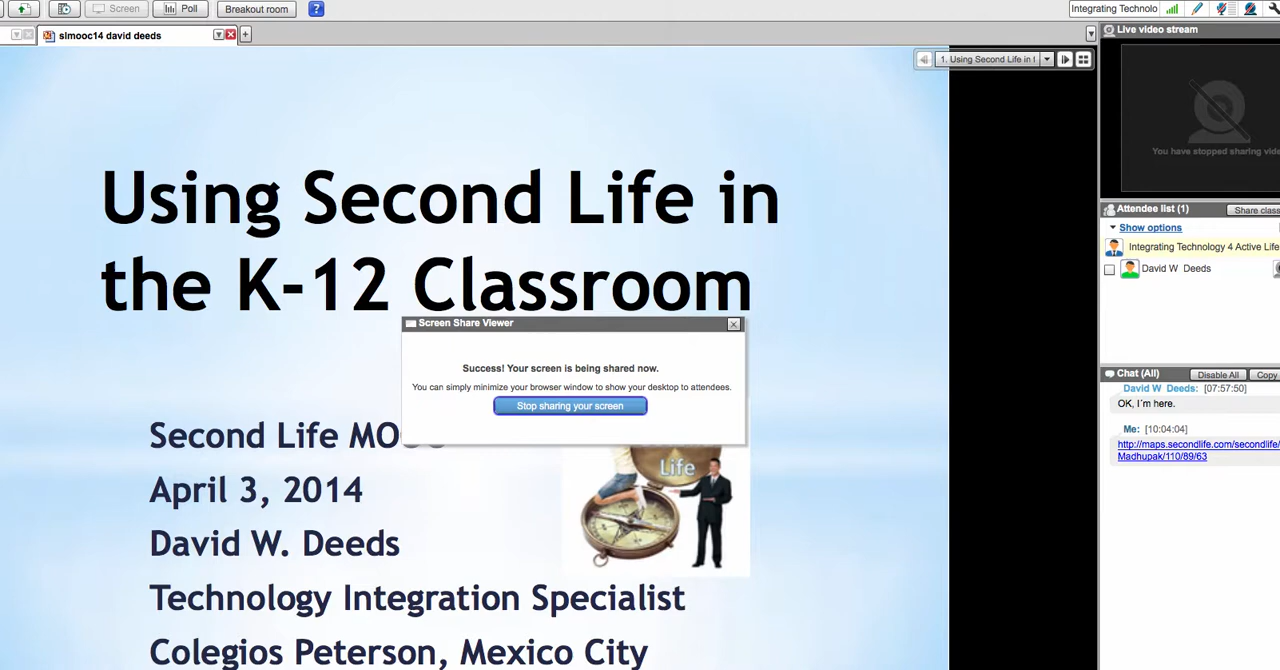 Screen
Poll
Breakout room
?
Integrating Technolo
slmooc14 david deeds
1. Using Second Life in
Live video stream
You have stopped sharing vide
Using Second Life in
the K-12 Classroom
Screen Share Viewer
Success! Your screen is being shared now.
You can simply minimize your browser window to show your desktop to attendees.
Stop sharing your screen
Second Life
April 3, 2014
David W. Deeds
Technology Integration Specialist
Colegios Peterson, Mexico City
Life
Attendee list (1)
Share class
Show options
Integrating Technology 4 Active Life
David W Deeds
Chat (All)
Disable All
Copy
David W Deeds: [07:57:50]
OK, I´m here.
Me: [10:04:04]
http://maps.secondlife.com/secondlife/
Madhupak/110/89/63